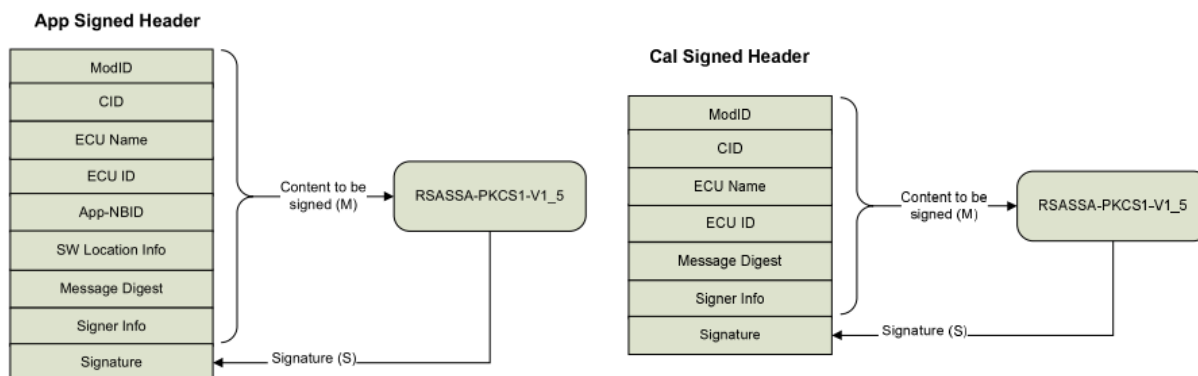 App Signed Header
ModID
CID
ECU Name
ECU ID
App-NBID
SW Location Info
Message Digest
Signer Info
Signature
Content to be
signed (M)
RSASSA-PKCS1-V1_5
Signature (S)
Cal Signed Header
ModID
CID
ECU Name
ECU ID
Message Digest
Signer Info
Signature
Content to be
signed (M)
RSASSA-PKCS1-V1_5
Signature (S)